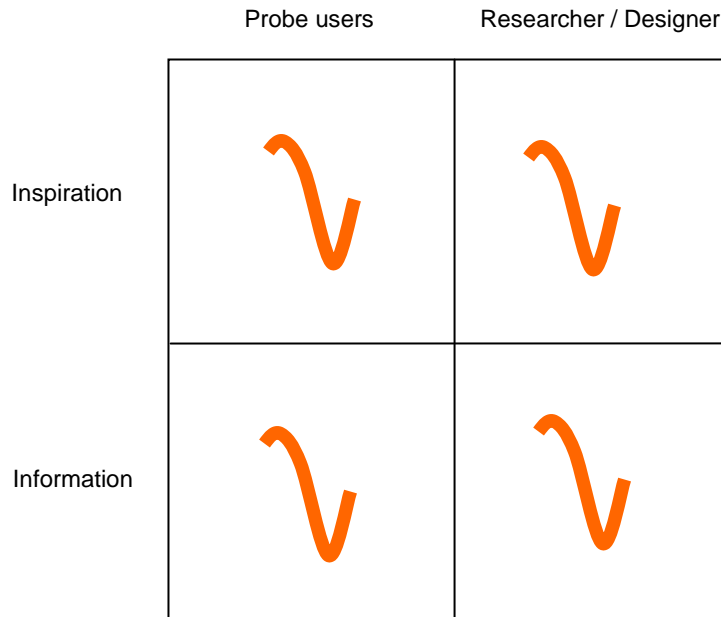 Probe users
Researcher / Designer
Inspiration
Information